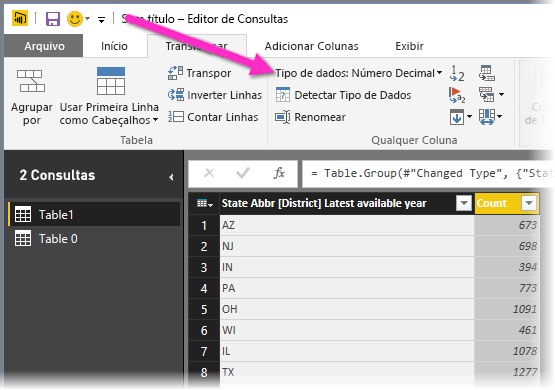 Sem título – Editor de Consultas
Arquivo Início Transformar Adicionar Colunas Exibir
Agrupar por
Usar Primeira Linha como Cabeçalhos
Transpor
Inverter Linhas
Contar Linhas
Tabela
Tipo de dados: Número Decimal
Detectar Tipo de Dados
Renomear
Qualquer Coluna
1 2
2 Consultas
Table1
Table 0
fx = Table.Group(#"Changed Type", {"Stat
State Abbr [District] Latest available year Count
1 AZ 673
2 NJ 698
3 IN 394
4 PA 773
5 OH 1091
6 WI 461
7 IL 1078
8 TX 1277